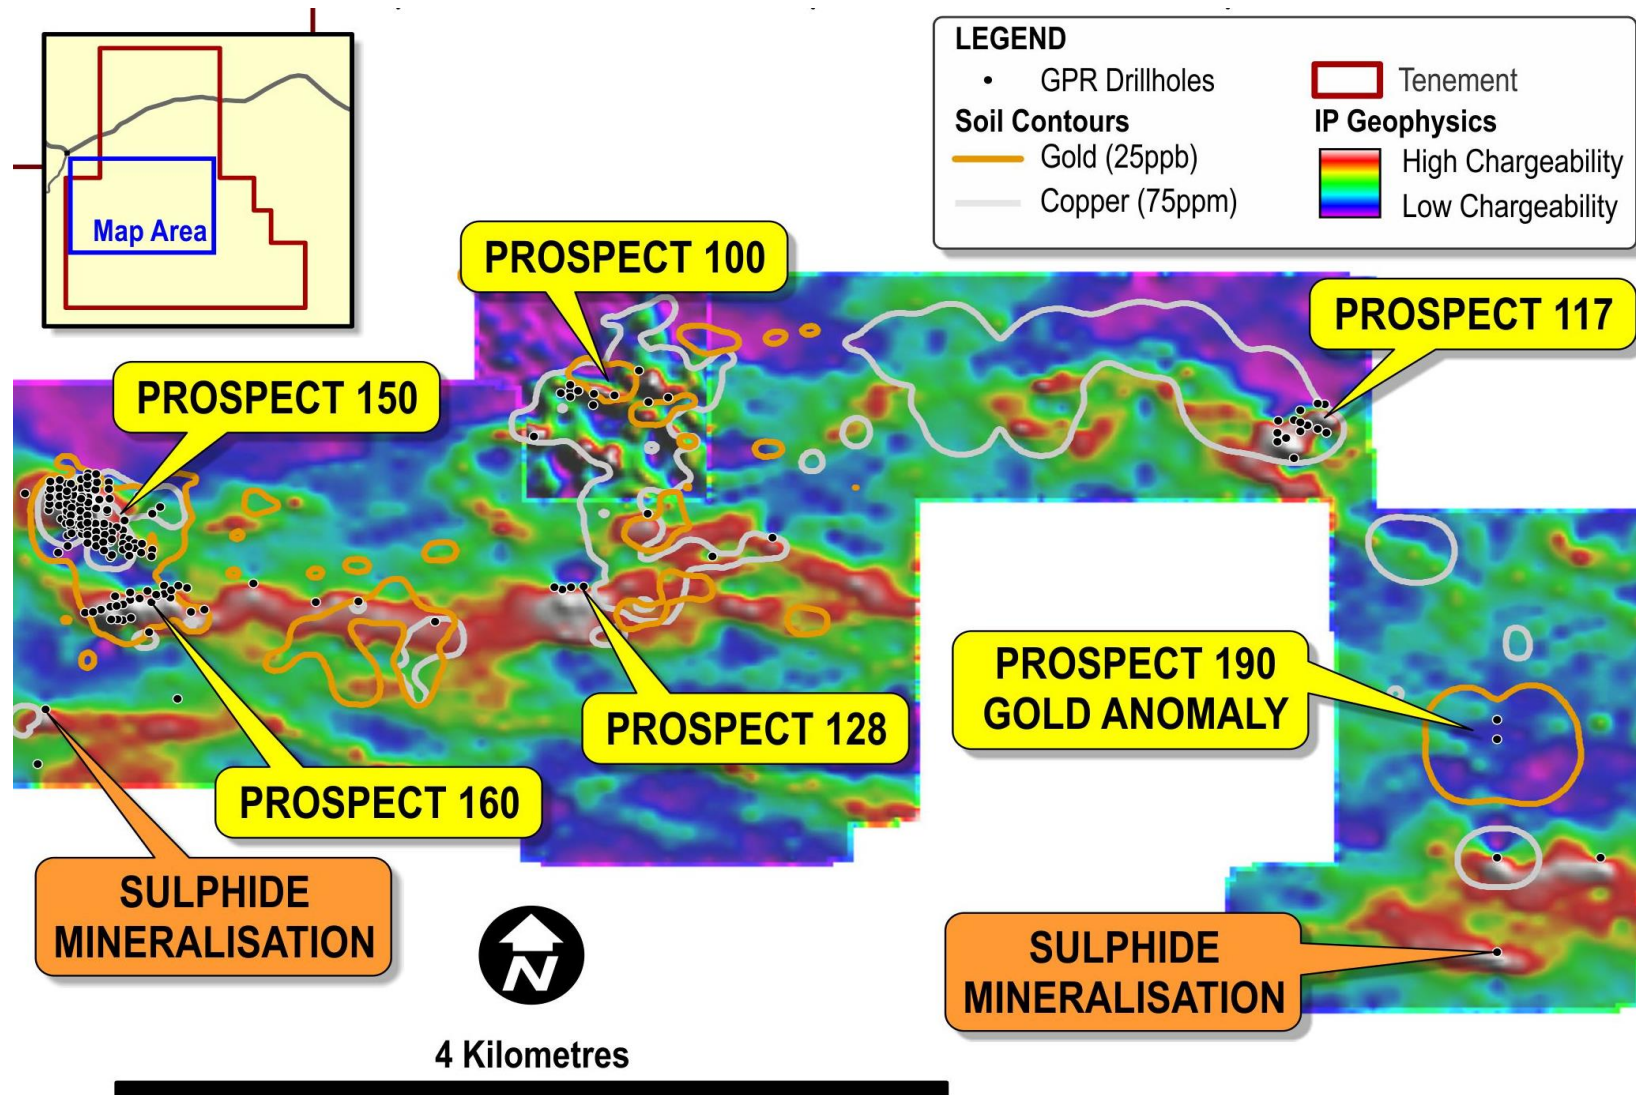 LEGEND
GPR Drillholes
Tenement
Soil Contours
IP Geophysics
Gold (25ppb)
High Chargeability
Copper (75ppm)
Low Chargeability
Map Area
PROSPECT 100
PROSPECT 117
PROSPECT 150
PROSPECT 190
GOLD ANOMALY
PROSPECT 128
PROSPECT 160
SULPHIDE
MINERALISATION
SULPHIDE
MINERALISATION
N
4 Kilometres